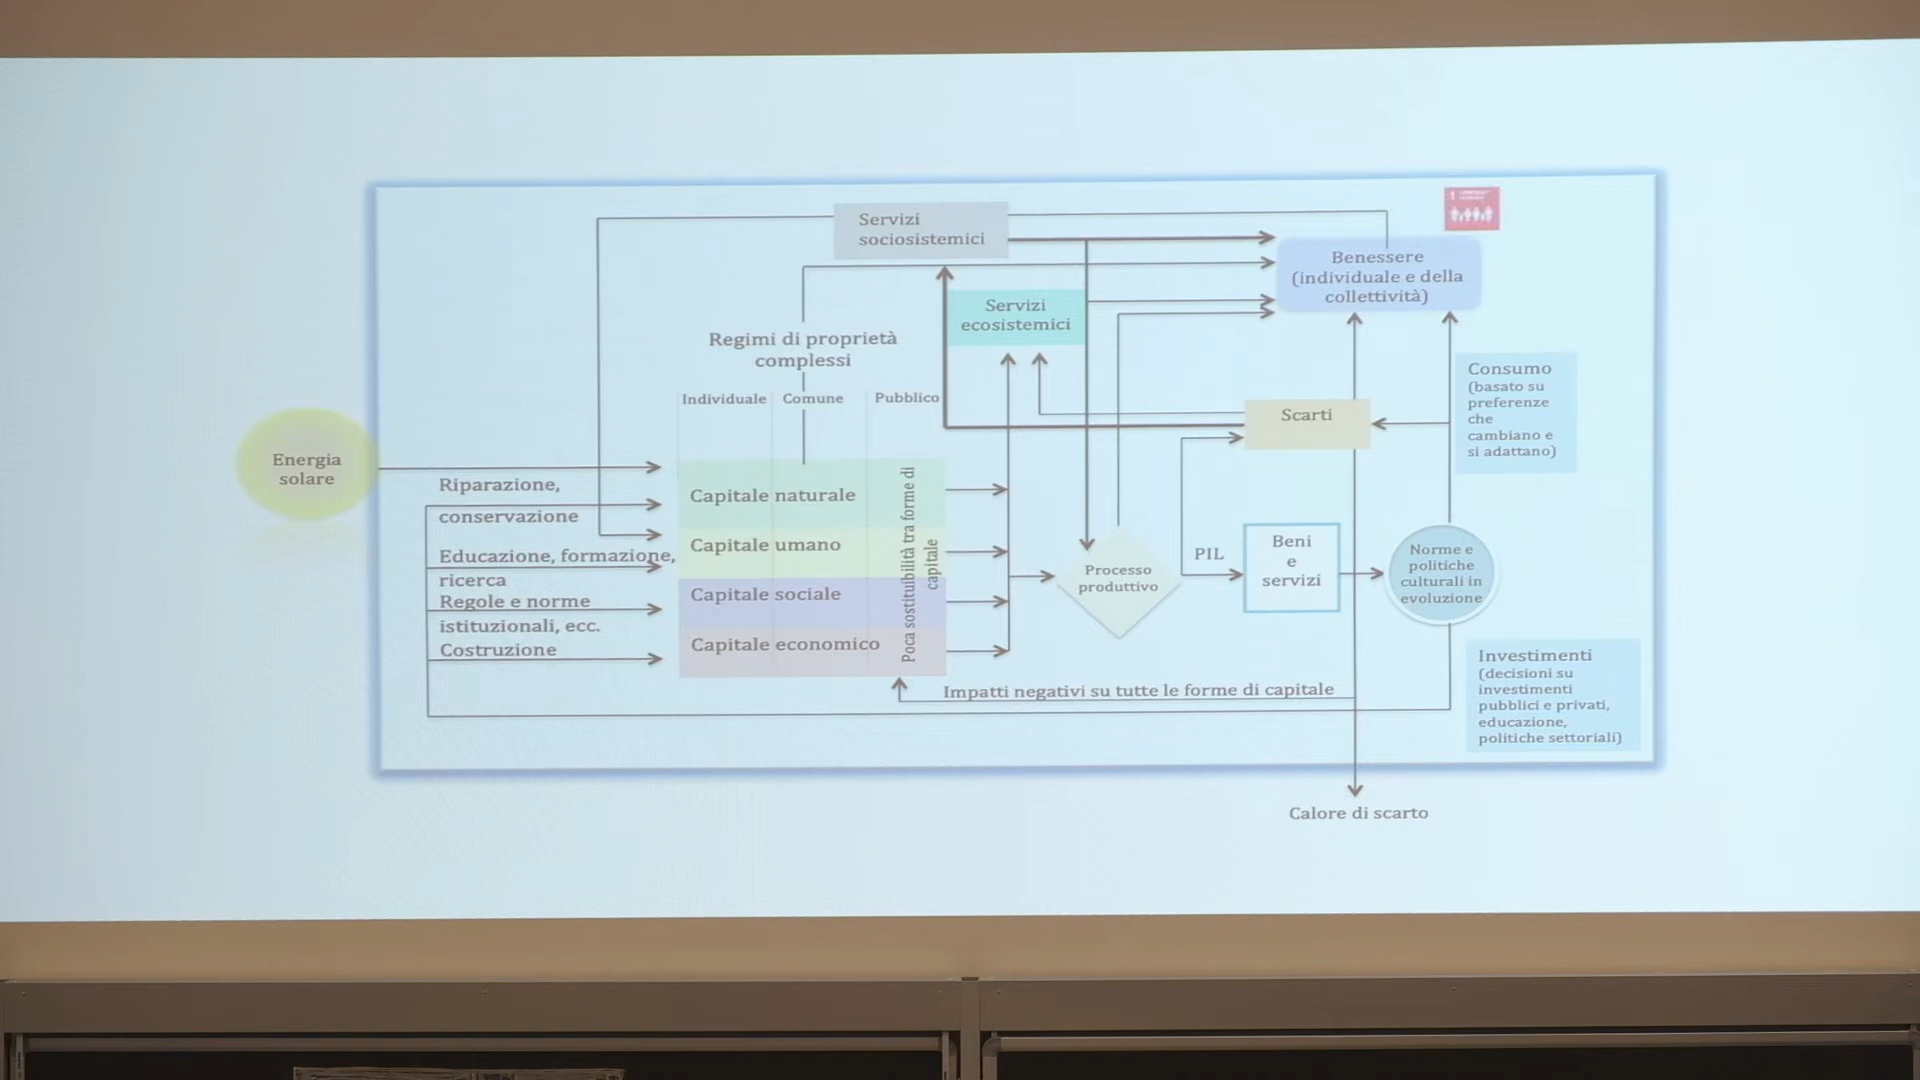 Servizi
sociosistemici
Benessere
(individuale e della
collettività)
Servizi
ecosistemici
Regimi di proprietà
complessi
Individuale
Comune
Pubblico
Consumo
(basato su
preferenze
che
cambiano e
si adattano)
Scarti
Energia
solare
Riparazione,
conservazione
Educazione, formazione,
ricerca
Regole e norme
istituzionali, ecc.
Costruzione
Capitale naturale
Capitale umano
Capitale sociale
Capitale economico
Poca sostituibilità tra forme di
capitale
Processo
produttivo
PIL
Beni
e
servizi
Norme e
politiche
culturali in
evoluzione
Investimenti
(decisioni su
investimenti
pubblici e privati,
educazione,
politiche settoriali)
Impatti negativi su tutte le forme di capitale
Calore di scarto